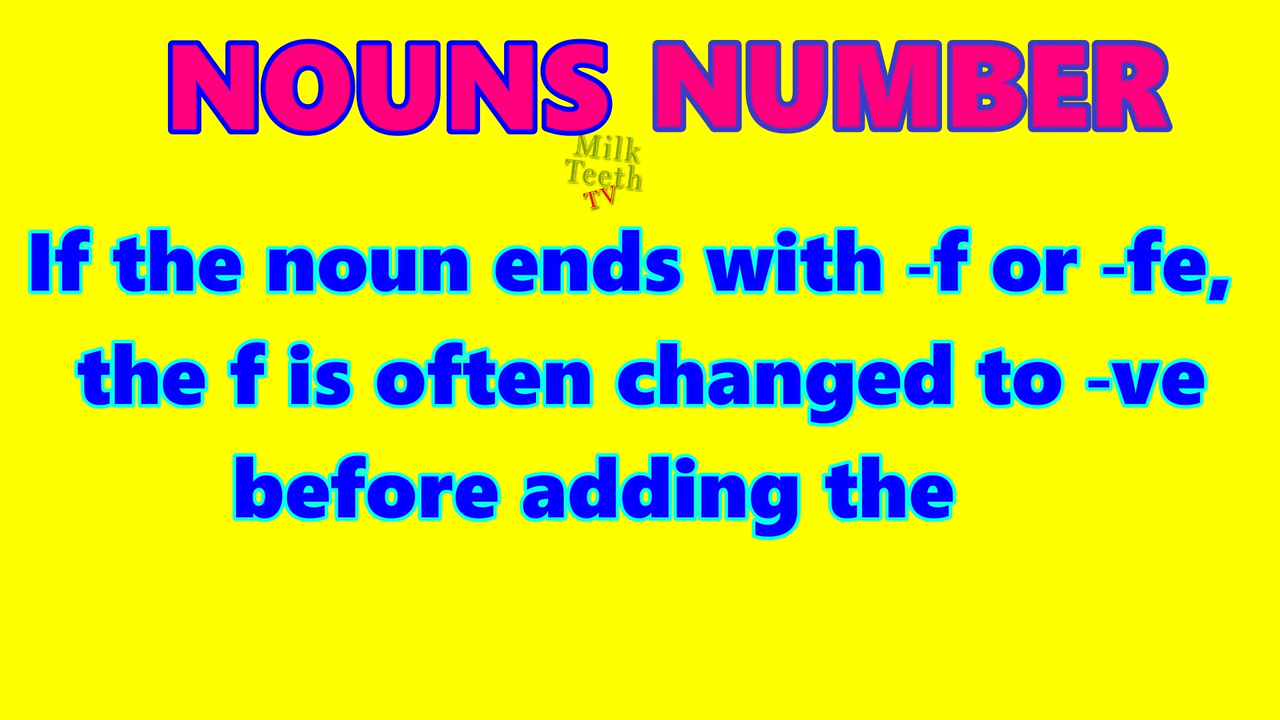 NOUNS NUMBER
Milk
Teeth
TV
If the noun ends with -f or -fe,
the f is often changed to -ve
before adding the